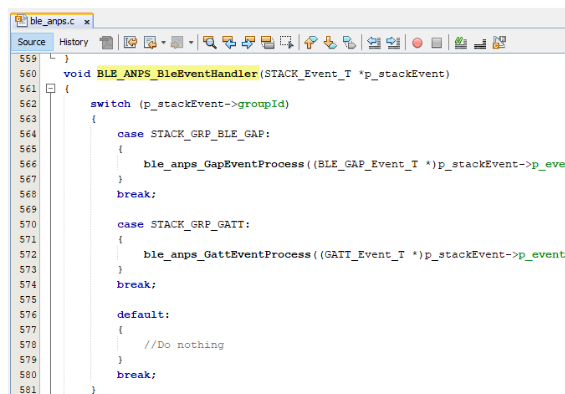 ble_anps.c x
Source History
559 }
560 void BLE_ANPS_BleEventHandler(STACK_Event_T *p_stackEvent)
561 {
562 switch (p_stackEvent->groupId)
563 {
564 case STACK_GRP_BLE_GAP:
565 {
566 ble_anps_GapEventProcess((BLE_GAP_Event_T *)p_stackEvent->p_eve
567 }
568 break;
569
570 case STACK_GRP_GATT:
571 {
572 ble_anps_GattEventProcess((GATT_Event_T *)p_stackEvent->p_event
573 }
574 break;
575
576 default:
577 {
578 //Do nothing
579 }
580 break;
581 }